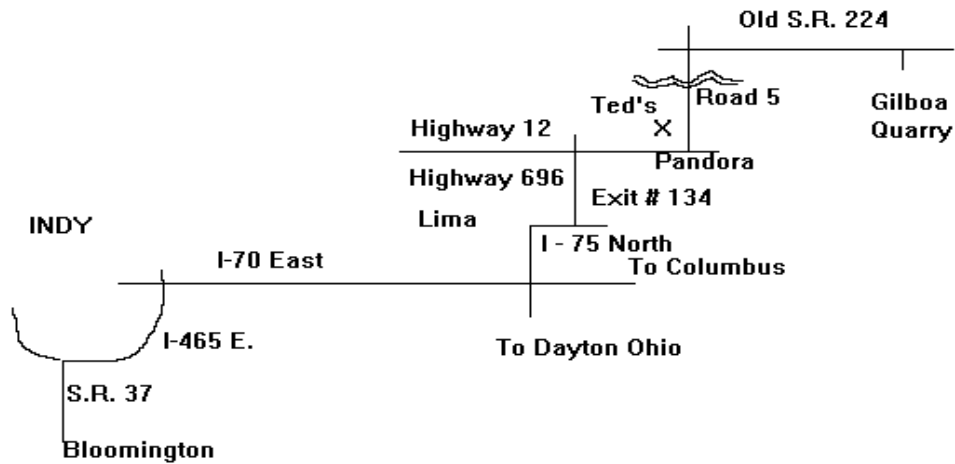 Old S.R. 224
Road 5
Ted's
Gilboa
Quarry
Highway 12
X
Pandora
Highway 696
Exit # 134
Lima
INDY
I - 75 North
I-70 East
To Columbus
I-465 E.
To Dayton Ohio
S.R. 37
Bloomington